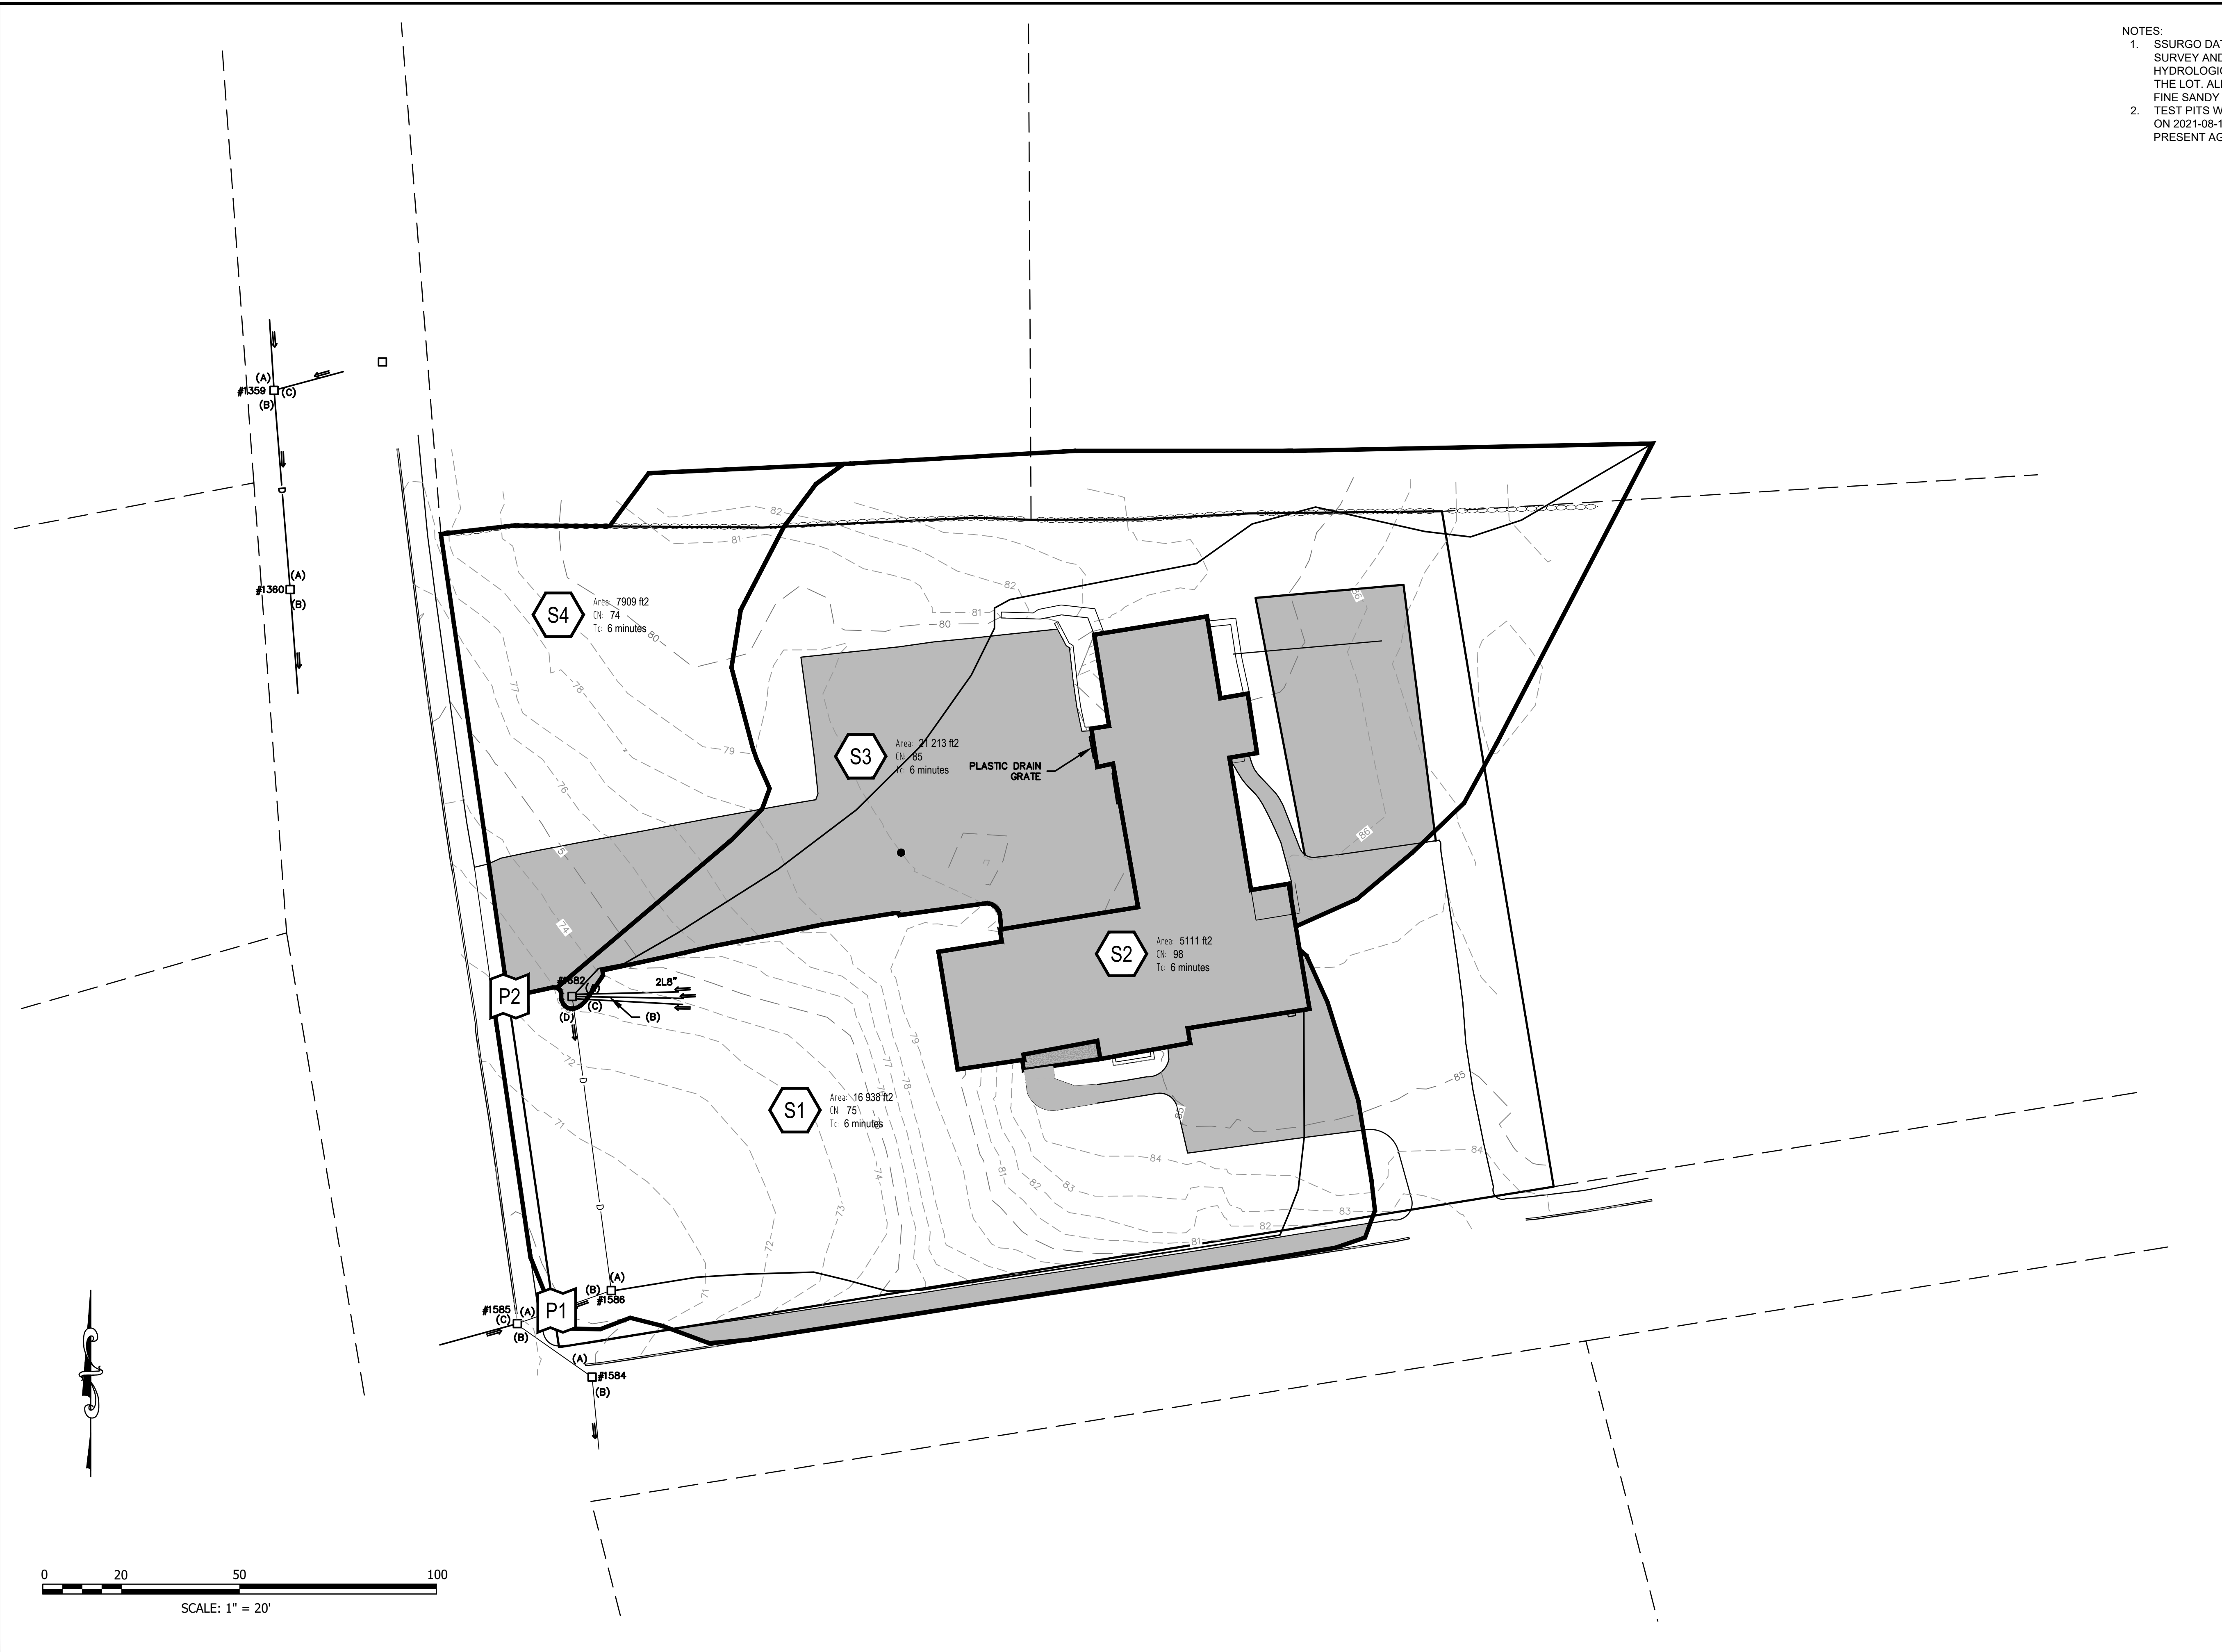 NOTES:
1. SSURGO DA
SURVEY AND
HYDROLOGI
THE LOT. AL
FINE SANDY
2. TEST PITS W
ON 2021-08-1
PRESENT AG
(A)
#1359
(C)
(B)
D
(A)
#1360
(B)
82
81
82
81
80
S4
Area: 7909 ft2
CN: 74
Tc: 6 minutes
80
86
77
78
79
S3
Area: 21 213 ft2
CN: 85
Tc: 6 minutes
PLASTIC DRAIN
GRATE
76
75
86
74
S2
Area: 5111 ft2
CN: 98
Tc: 6 minutes
P2
#1682
(A)
2L8"
(C)
(B)
(D)
79
72
77
78
D
85
71
S1
Area: 16 938 ft2
CN: 75
Tc: 6 minutes
85
84
84
74
81
82
83
73
D
83
82
72
81
71
(A)
(B)
#1586
P1
#1585
(A)
(C)
(B)
(A)
#1584
(B)
0 20 50 100
SCALE: 1" = 20'